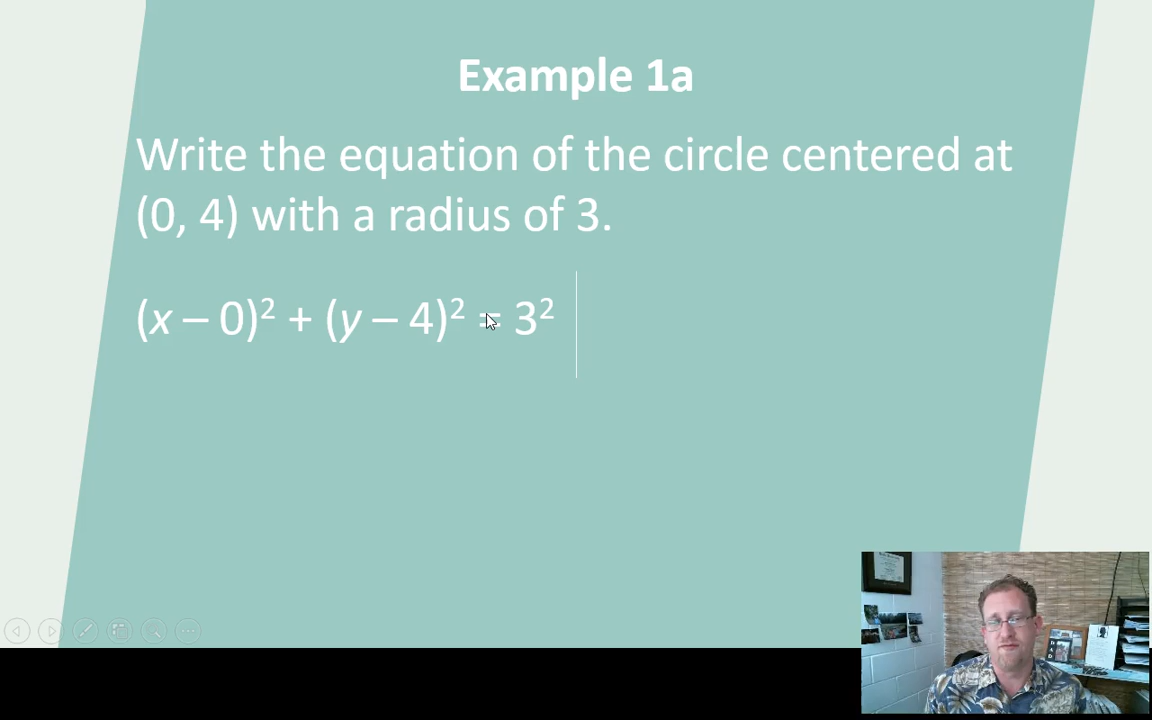 Example 1a
Write the equation of the circle centered at
(0, 4) with a radius of 3.
(x – 0)² + (y – 4)² = 3²